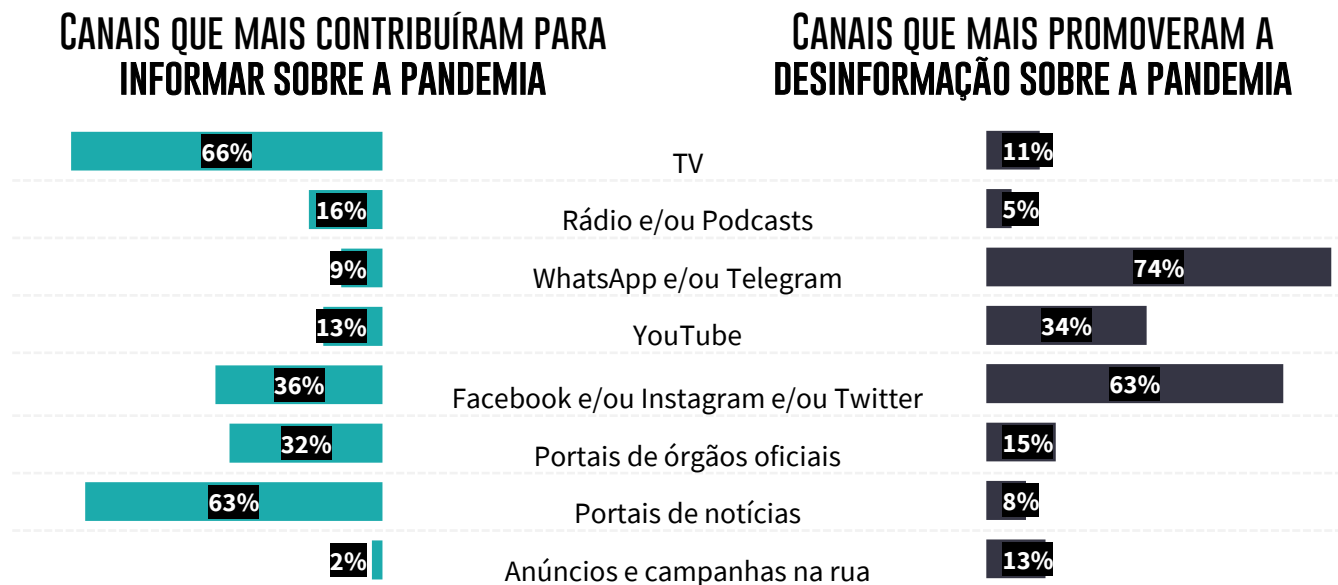 CANAIS QUE MAIS CONTRIBUÍRAM PARA
INFORMAR SOBRE A PANDEMIA
CANAIS QUE MAIS PROMOVERAM A
DESINFORMAÇÃO SOBRE A PANDEMIA
66% TV 11%
16% Rádio e/ou Podcasts 5%
9% WhatsApp e/ou Telegram 74%
13% YouTube 34%
36% Facebook e/ou Instagram e/ou Twitter 63%
32% Portais de órgãos oficiais 15%
63% Portais de notícias 8%
2% Anúncios e campanhas na rua 13%